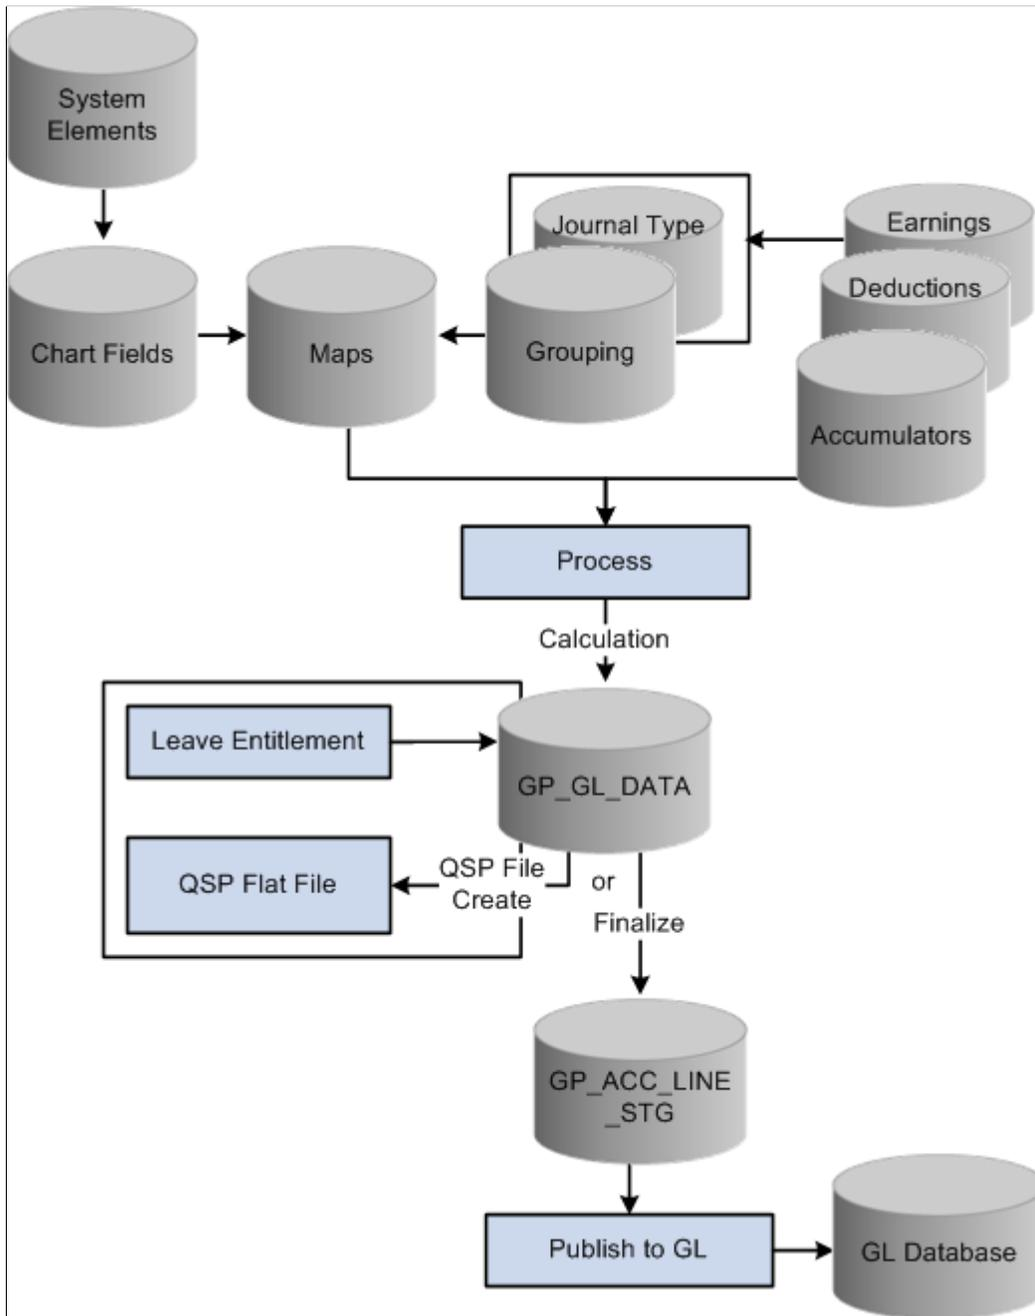 System
Elements
Journal Type
Earnings
Deductions
Chart Fields
Maps
Grouping
Accumulators
Process
Calculation
Leave Entitlement
GP_GL_DATA
QSP Flat File
QSP File
Create
or
Finalize
GP_ACC_LINE
_STG
Publish to GL
GL Database